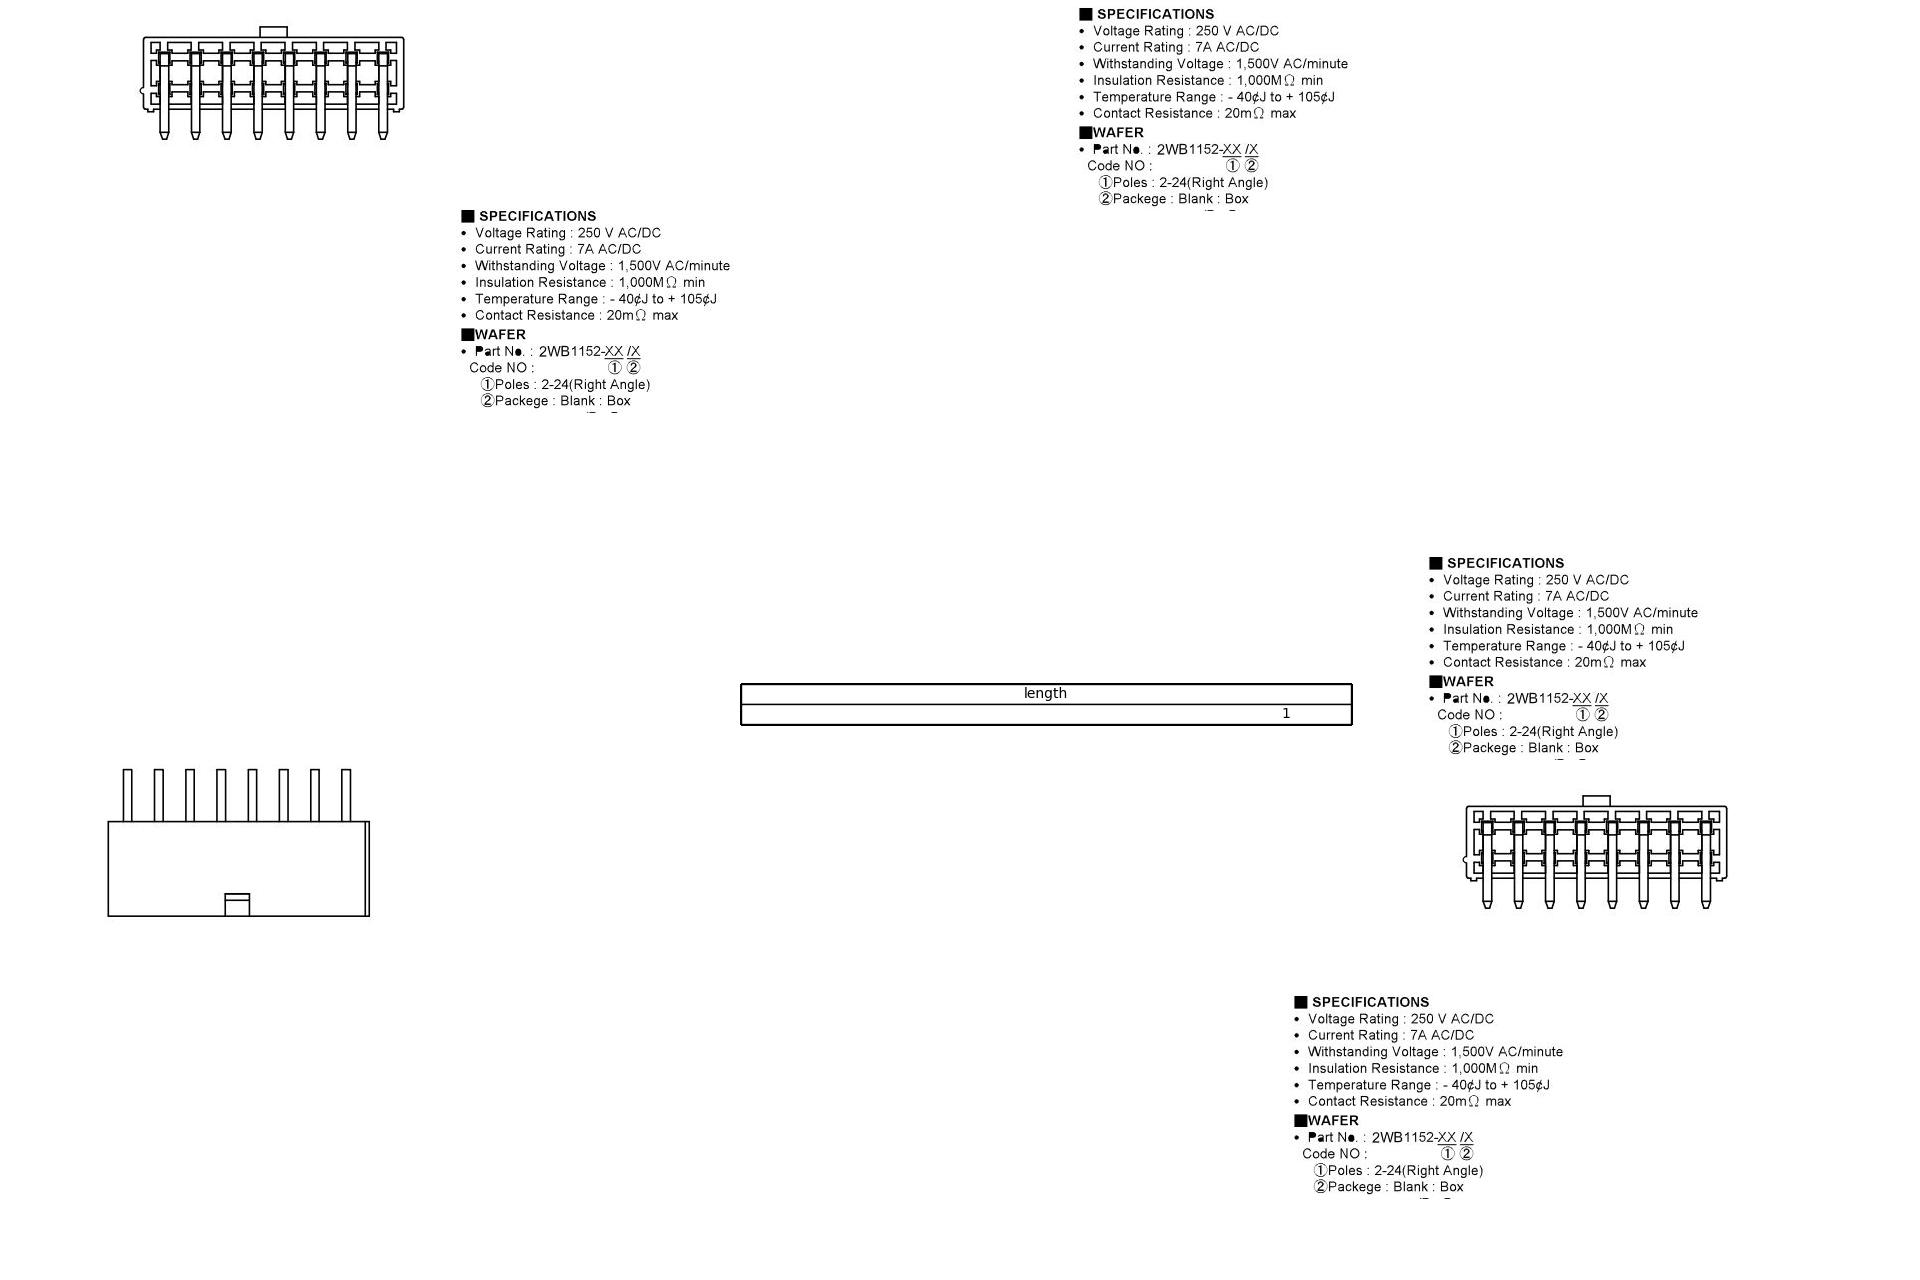 ■ SPECIFICATIONS
• Voltage Rating : 250 V AC/DC
• Current Rating : 7A AC/DC
• Withstanding Voltage : 1,500V AC/minute
• Insulation Resistance : 1,000MΩ min
• Temperature Range : - 40¢J to + 105¢J
• Contact Resistance : 20mΩ max
■WAFER
• Part No. : 2WB1152-XX /X
Code NO : ① ②
①Poles : 2-24(Right Angle)
②Packege : Blank : Box
■ SPECIFICATIONS
• Voltage Rating : 250 V AC/DC
• Current Rating : 7A AC/DC
• Withstanding Voltage : 1,500V AC/minute
• Insulation Resistance : 1,000MΩ min
• Temperature Range : - 40¢J to + 105¢J
• Contact Resistance : 20mΩ max
■WAFER
• Part No. : 2WB1152-XX /X
Code NO : ① ②
①Poles : 2-24(Right Angle)
②Packege : Blank : Box
■ SPECIFICATIONS
• Voltage Rating : 250 V AC/DC
• Current Rating : 7A AC/DC
• Withstanding Voltage : 1,500V AC/minute
• Insulation Resistance : 1,000MΩ min
• Temperature Range : - 40¢J to + 105¢J
• Contact Resistance : 20mΩ max
■WAFER
• Part No. : 2WB1152-XX /X
Code NO : ① ②
①Poles : 2-24(Right Angle)
②Packege : Blank : Box
length
1
■ SPECIFICATIONS
• Voltage Rating : 250 V AC/DC
• Current Rating : 7A AC/DC
• Withstanding Voltage : 1,500V AC/minute
• Insulation Resistance : 1,000MΩ min
• Temperature Range : - 40¢J to + 105¢J
• Contact Resistance : 20mΩ max
■WAFER
• Part No. : 2WB1152-XX /X
Code NO : ① ②
①Poles : 2-24(Right Angle)
②Packege : Blank : Box